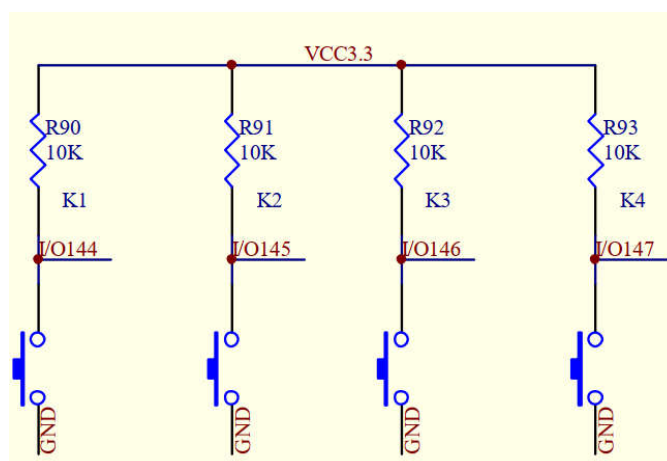 VCC3.3
R90
10K
R91
10K
R92
10K
R93
10K
K1
K2
K3
K4
I/O144
I/O145
I/O146
I/O147
GND
GND
GND
GND